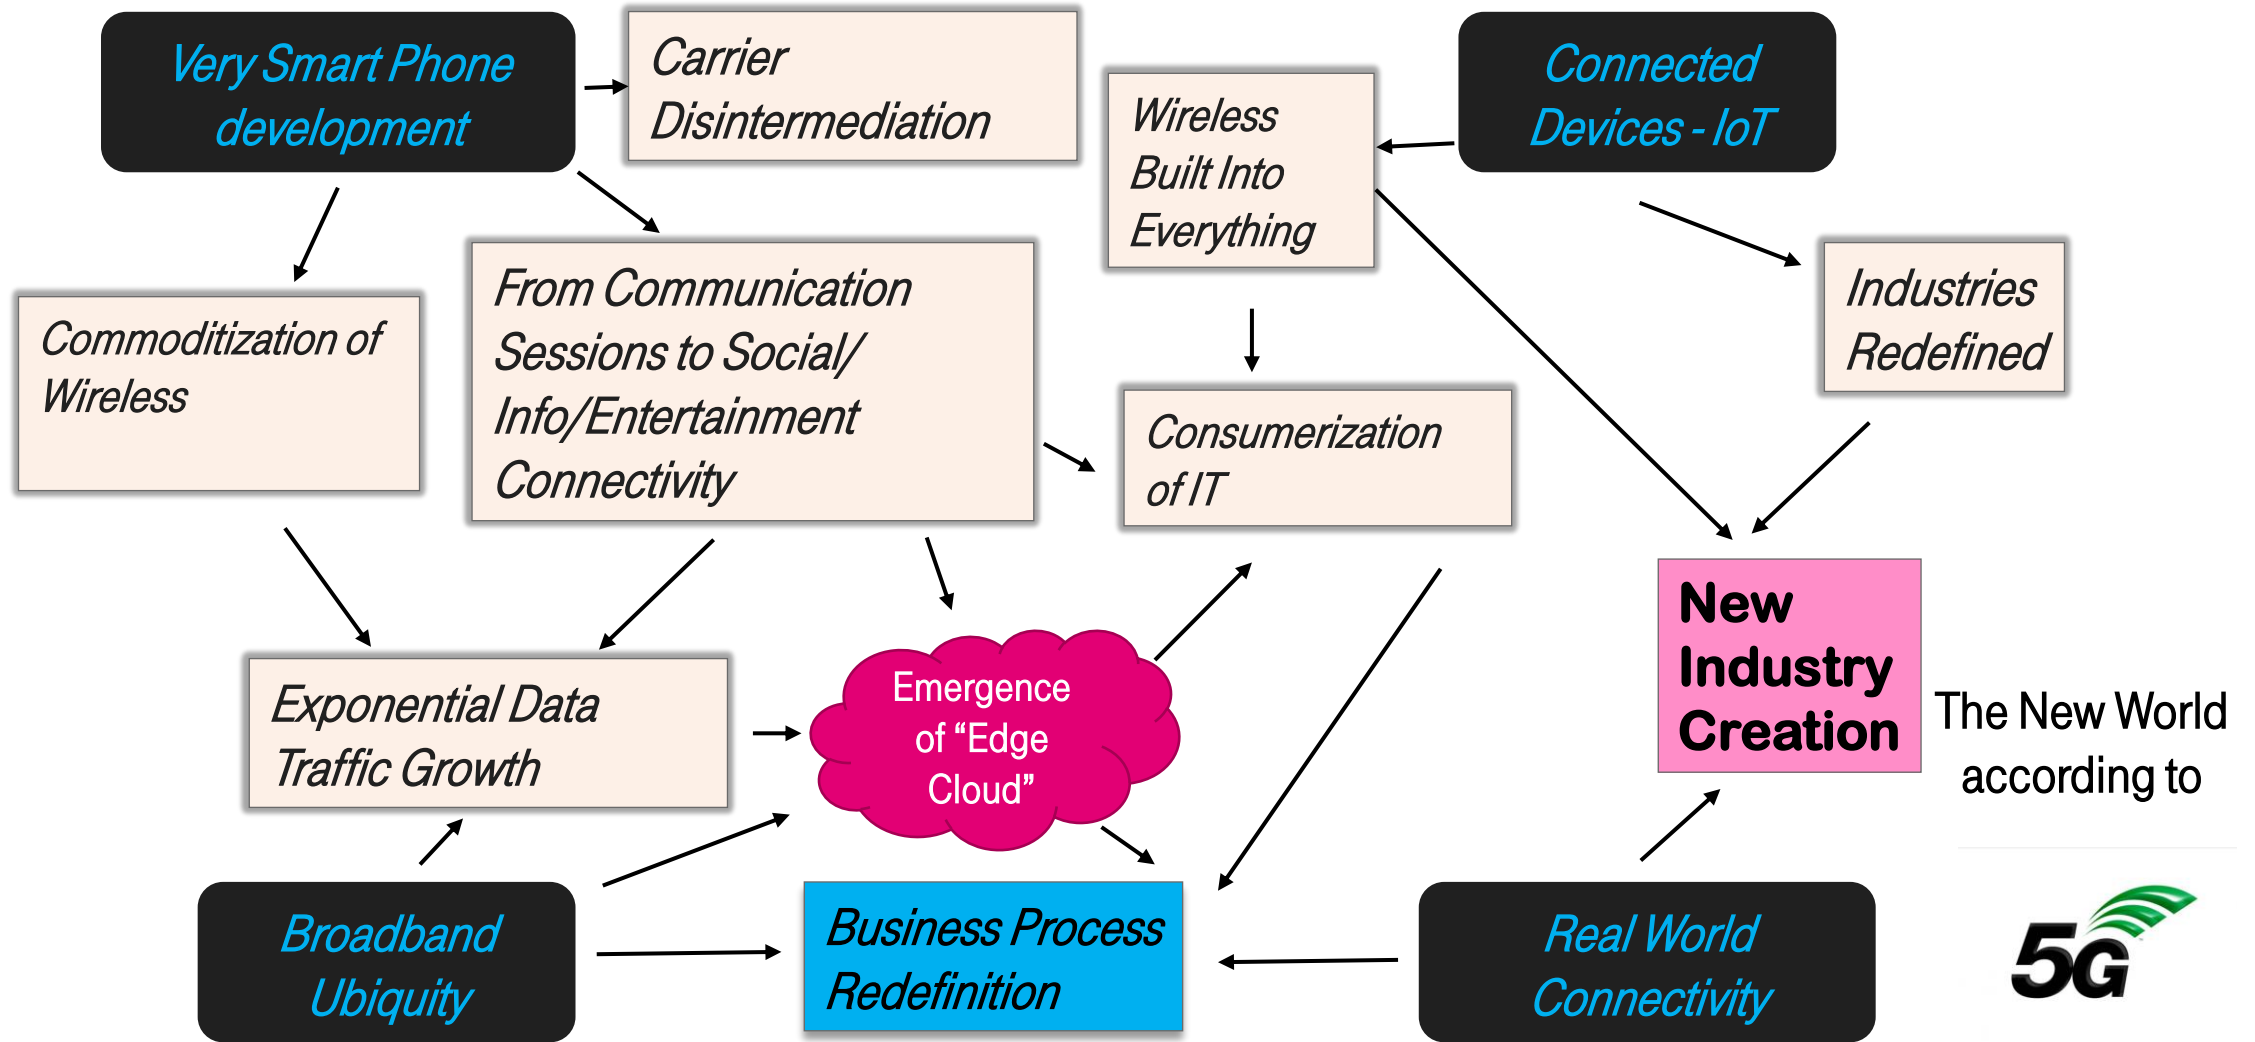 Very Smart Phone
development
Carrier
Disintermediation
Wireless
Built Into
Everything
Connected
Devices - IoT
Commoditization of
Wireless
From Communication
Sessions to Social/
Info/Entertainment
Connectivity
Consumerization
of IT
Industries
Redefined
Exponential Data
Traffic Growth
Emergence
of “Edge
Cloud”
New
Industry
Creation
The New World
according to
Broadband
Ubiquity
Business Process
Redefinition
Real World
Connectivity
5G